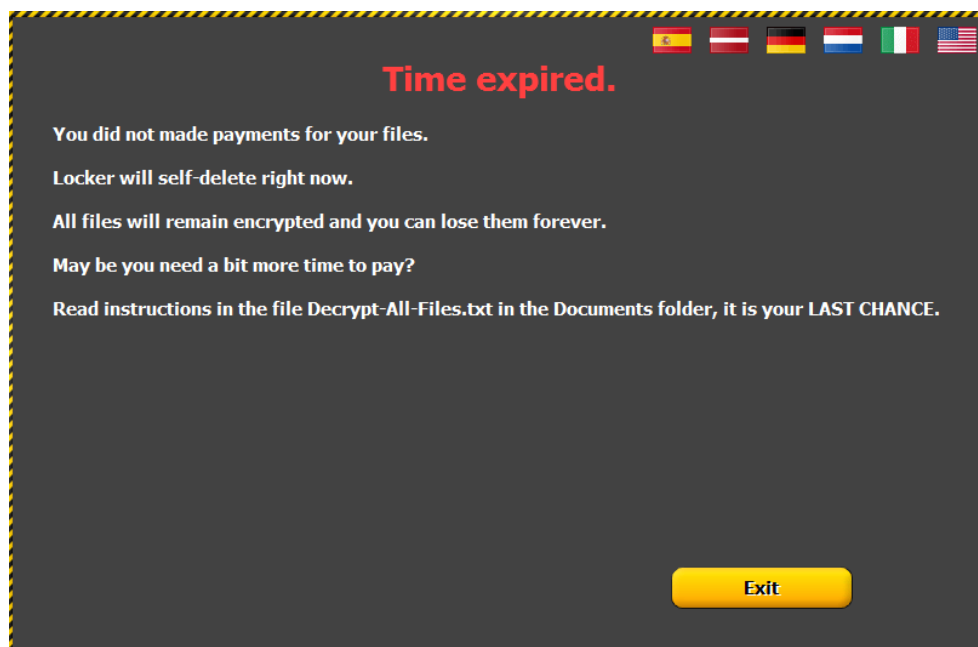 Time expired.
You did not made payments for your files.
Locker will self-delete right now.
All files will remain encrypted and you can lose them forever.
May be you need a bit more time to pay?
Read instructions in the file Decrypt-All-Files.txt in the Documents folder, it is your LAST CHANCE.
Exit